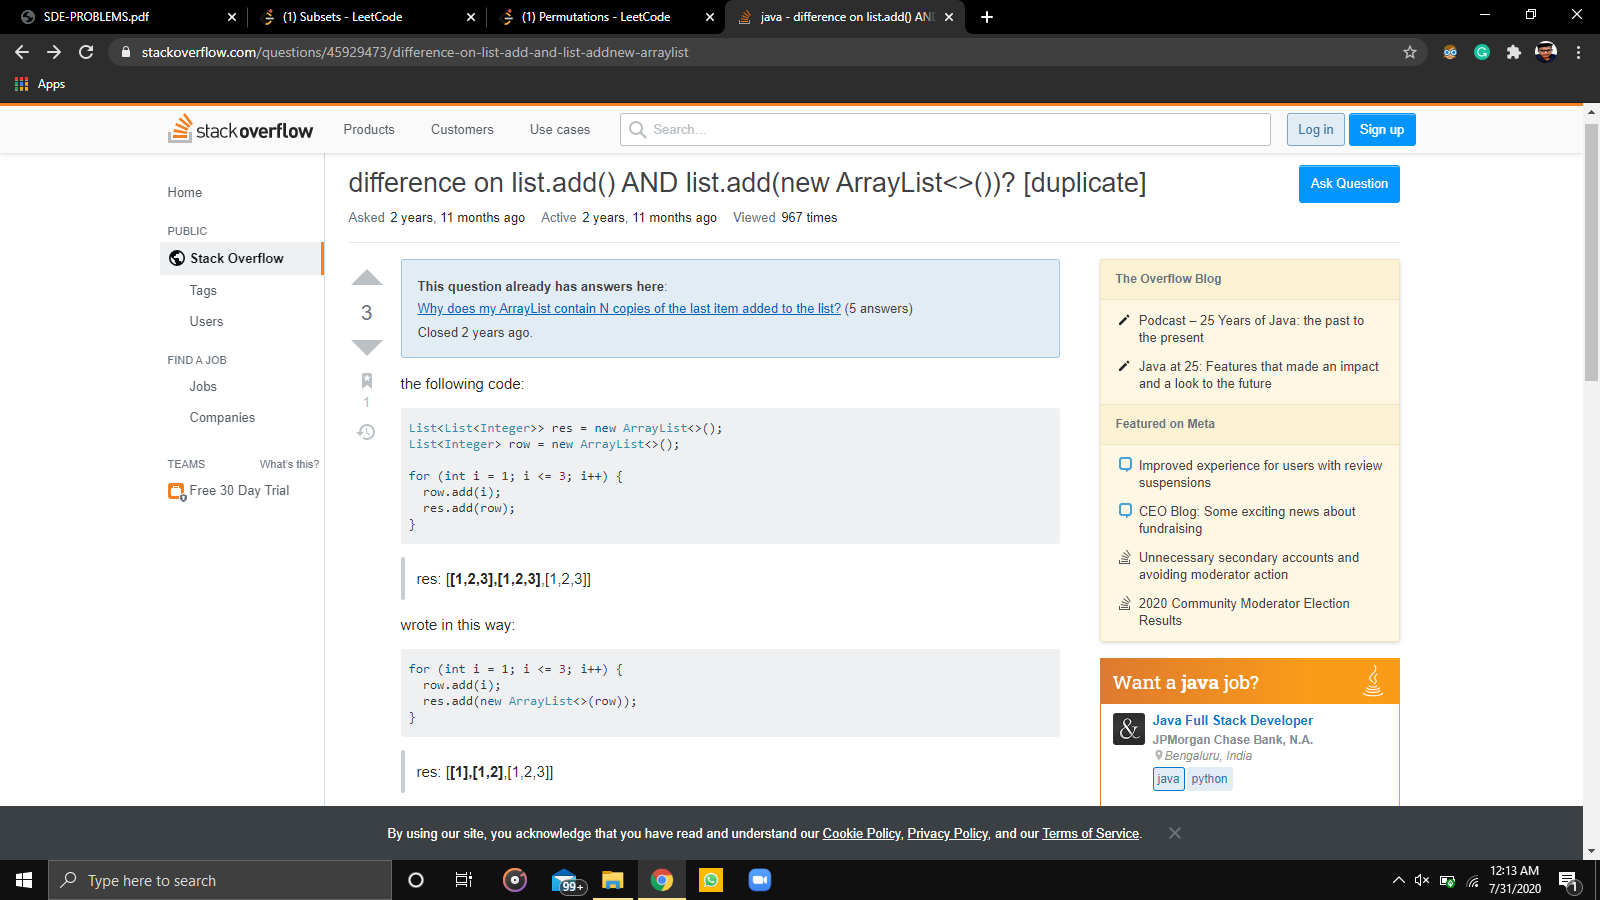 SDE-PROBLEMS.pdf
(1) Subsets - LeetCode
(1) Permutations - LeetCode
java - difference on list.add() AN
stackoverflow.com/questions/45929473/difference-on-list-add-and-list-addnew-arraylist
Apps
stackoverflow
Products
Customers
Use cases
Search...
Log in
Sign up
Home
PUBLIC
Stack Overflow
Tags
Users
FIND A JOB
Jobs
Companies
TEAMS
What's this?
Free 30 Day Trial
difference on list.add() AND list.add(new ArrayList<>())? [duplicate]
Ask Question
Asked 2 years, 11 months ago Active 2 years, 11 months ago Viewed 967 times
3
1
This question already has answers here:
Why does my ArrayList contain N copies of the last item added to the list? (5 answers)
Closed 2 years ago.
the following code:
List<List<Integer>> res = new ArrayList<>();
List<Integer> row = new ArrayList<>();
for (int i = 1; i <= 3; i++) {
row.add(i);
res.add(row);
}
res: [[1,2,3],[1,2,3],[1,2,3]]
wrote in this way:
for (int i = 1; i <= 3; i++) {
row.add(i);
res.add(new ArrayList<>(row));
}
res: [[1],[1,2],[1,2,3]]
The Overflow Blog
Podcast – 25 Years of Java: the past to
the present
Java at 25: Features that made an impact
and a look to the future
Featured on Meta
Improved experience for users with review
suspensions
CEO Blog: Some exciting news about
fundraising
Unnecessary secondary accounts and
avoiding moderator action
2020 Community Moderator Election
Results
Want a java job?
&
Java Full Stack Developer
JPMorgan Chase Bank, N.A.
Bengaluru, India
java
python
By using our site, you acknowledge that you have read and understand our Cookie Policy, Privacy Policy, and our Terms of Service.
Type here to search
99+
12:13 AM
7/31/2020
1